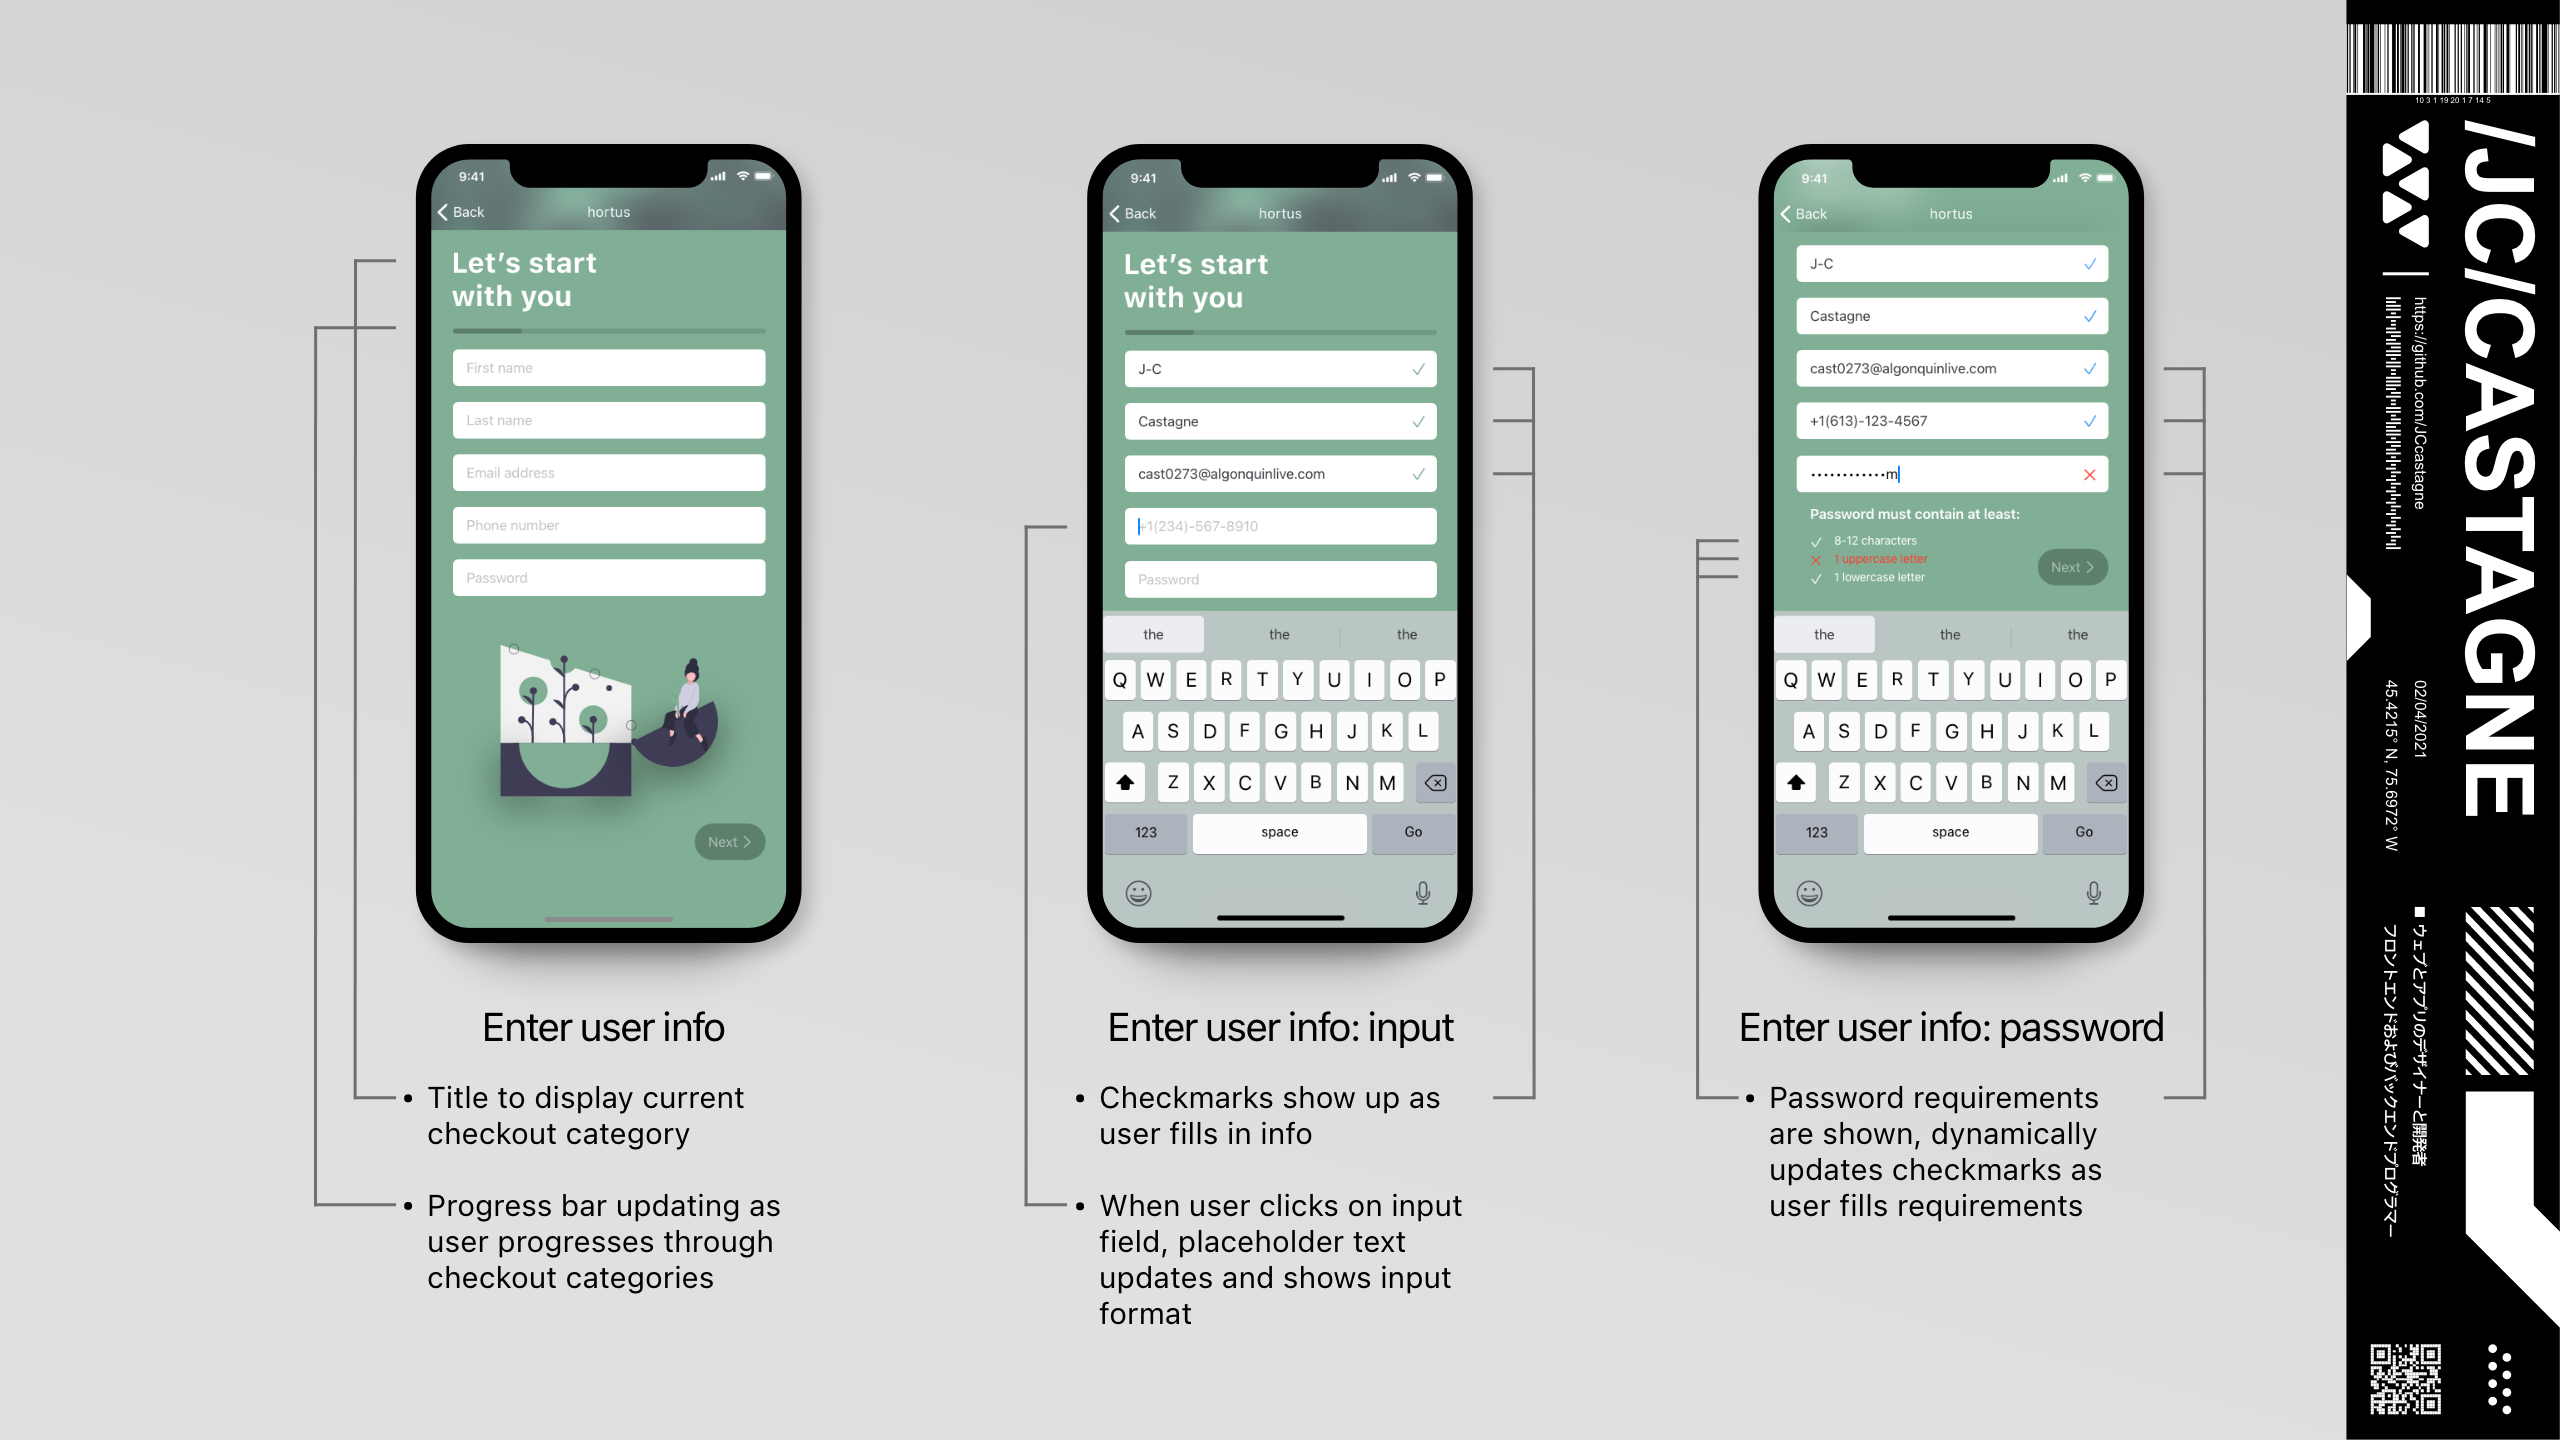 9:41
Back
hortus
Let's start
with you
First name
Last name
Email address
Phone number
Password
Next
Enter user info
• Title to display current
checkout category
• Progress bar updating as
user progresses through
checkout categories
9:41
Back
hortus
Let's start
with you
J-C
Castagne
cast0273@algonquinlive.com
+1(234)-567-8910
Password
the the the
Q W E R T Y U I O P
A S D F G H J K L
Z X C V B N M
123 space Go
Enter user info: input
• Checkmarks show up as
user fills in info
• When user clicks on input
field, placeholder text
updates and shows input
format
9:41
Back
hortus
J-C
Castagne
cast0273@algonquinlive.com
+1(613)-123-4567
••••••••••••m
Password must contain at least:
8-12 characters
1 uppercase letter
1 lowercase letter
Next
the the the
Q W E R T Y U I O P
A S D F G H J K L
Z X C V B N M
123 space Go
Enter user info: password
• Password requirements
are shown, dynamically
updates checkmarks as
user fills requirements
10 3 1 19 20 1 7 14 5
/JC/CASTAGNE
https://github.com/JCcastagne
02/04/2021
45.4215° N, 75.6972° W
■ ウェブとアプリのデザイナーと開発者
フロントエンドおよびバックエンドプログラマー